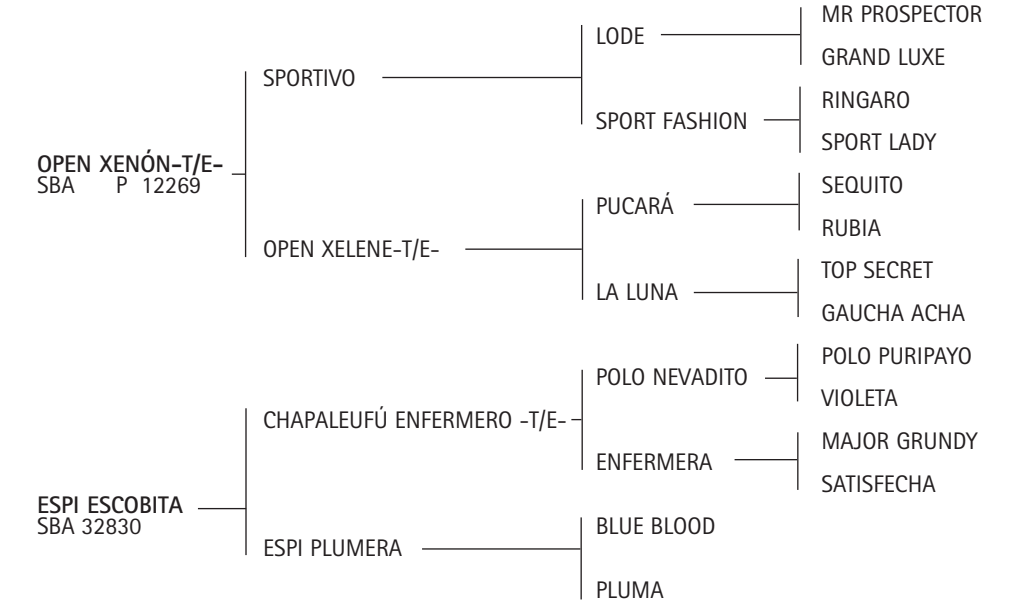 MR PROSPECTOR
LODE
GRAND LUXE
SPORTIVO
RINGARO
SPORT FASHION
SPORT LADY
OPEN XENÓN-T/E-
SBA P 12269
SEQUITO
PUCARÁ
RUBIA
OPEN XELENE-T/E-
TOP SECRET
LA LUNA
GAUCHA ACHA
POLO PURIPAYO
POLO NEVADITO
VIOLETA
CHAPALEUFÚ ENFERMERO -T/E-
MAJOR GRUNDY
ENFERMERA
SATISFECHA
ESPI ESCOBITA
SBA 32830
BLUE BLOOD
ESPI PLUMERA
PLUMA